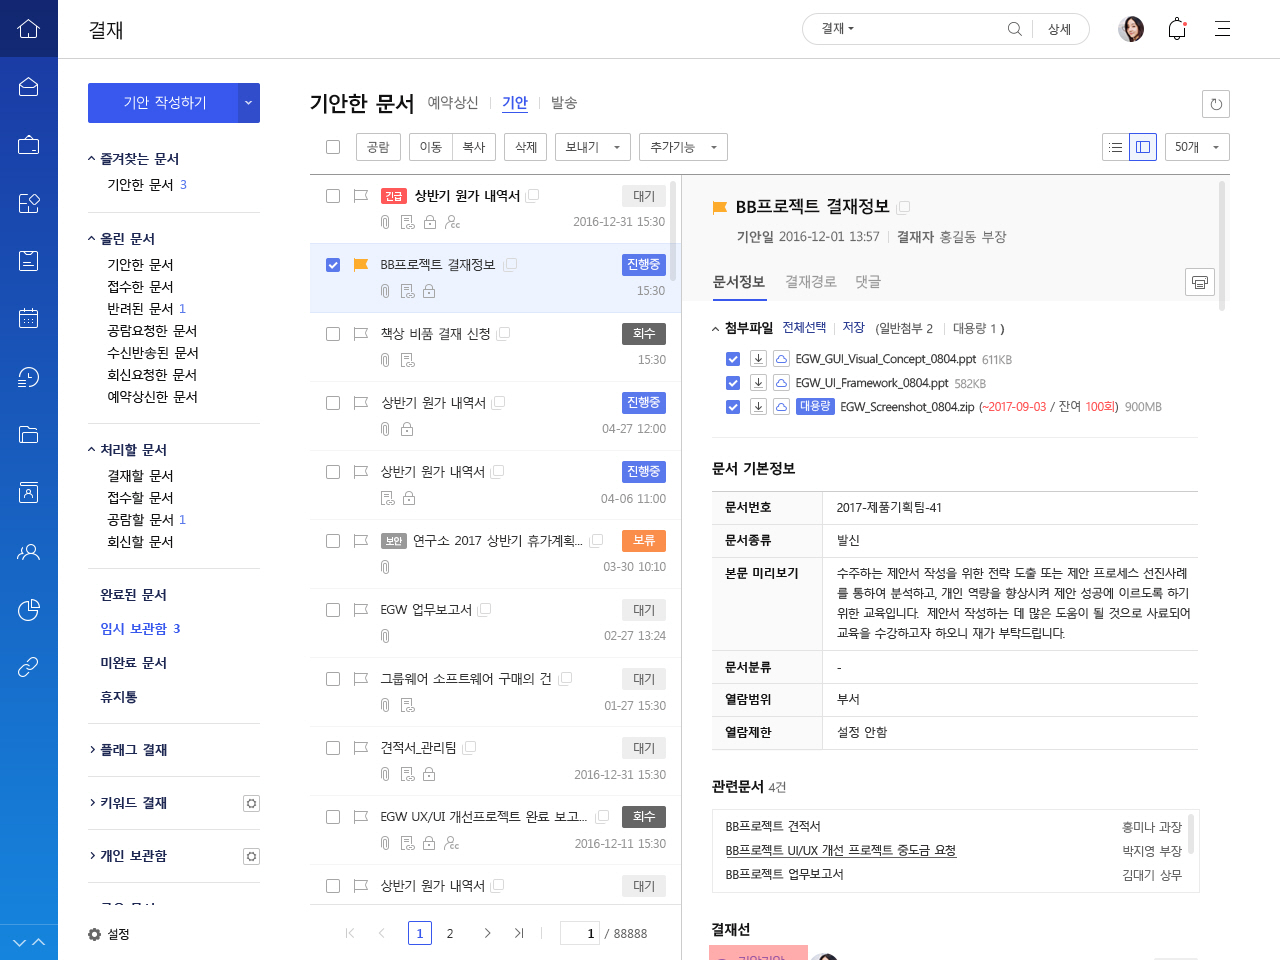 결재
결재
상세
기안 작성하기
즐겨찾는 문서
기안한 문서 3
올린 문서
기안한 문서
접수한 문서
반려된 문서 1
공람요청한 문서
수신반송된 문서
회신요청한 문서
예약상신한 문서
처리할 문서
결재할 문서
접수할 문서
공람할 문서 1
회신할 문서
완료된 문서
임시 보관함 3
미완료 문서
휴지통
플래그 결재
키워드 결재
개인 보관함
설정
기안한 문서 예약상신 기안 발송
공람 이동 복사 삭제 보내기 추가기능
50개
긴급 상반기 원가 내역서 대기
2016-12-31 15:30
BB프로젝트 결재정보 진행중
15:30
책상 비품 결재 신청 회수
15:30
상반기 원가 내역서 진행중
04-27 12:00
상반기 원가 내역서 진행중
04-06 11:00
보안 연구소 2017 상반기 휴가계획... 보류
03-30 10:10
EGW 업무보고서 대기
02-27 13:24
그룹웨어 소프트웨어 구매의 건 대기
01-27 15:30
견적서_관리팀 대기
2016-12-31 15:30
EGW UX/UI 개선프로젝트 완료 보고... 회수
2016-12-11 15:30
상반기 원가 내역서 대기
1 2 1 / 88888
BB프로젝트 결재정보
기안일 2016-12-01 13:57 결재자 홍길동 부장
문서정보 결재경로 댓글
첨부파일 전체선택 저장 (일반첨부 2 대용량 1 )
EGW_GUI_Visual_Concept_0804.ppt 611KB
EGW_UI_Framework_0804.ppt 582KB
대용량 EGW_Screenshot_0804.zip (~2017-09-03 / 잔여 100회) 900MB
문서 기본정보
문서번호 2017-제품기획팀-41
문서종류 발신
본문 미리보기 수주하는 제안서 작성을 위한 전략 도출 또는 제안 프로세스 선진사례
를 통하여 분석하고, 개인 역량을 향상시켜 제안 성공에 이르도록 하기
위한 교육입니다. 제안서 작성하는 데 많은 도움이 될 것으로 사료되어
교육을 수강하고자 하오니 재가 부탁드립니다.
문서분류 -
열람범위 부서
열람제한 설정 안함
관련문서 4건
BB프로젝트 견적서 홍미나 과장
BB프로젝트 UI/UX 개선 프로젝트 중도금 요청 박지영 부장
BB프로젝트 업무보고서 김대기 상무
결재선